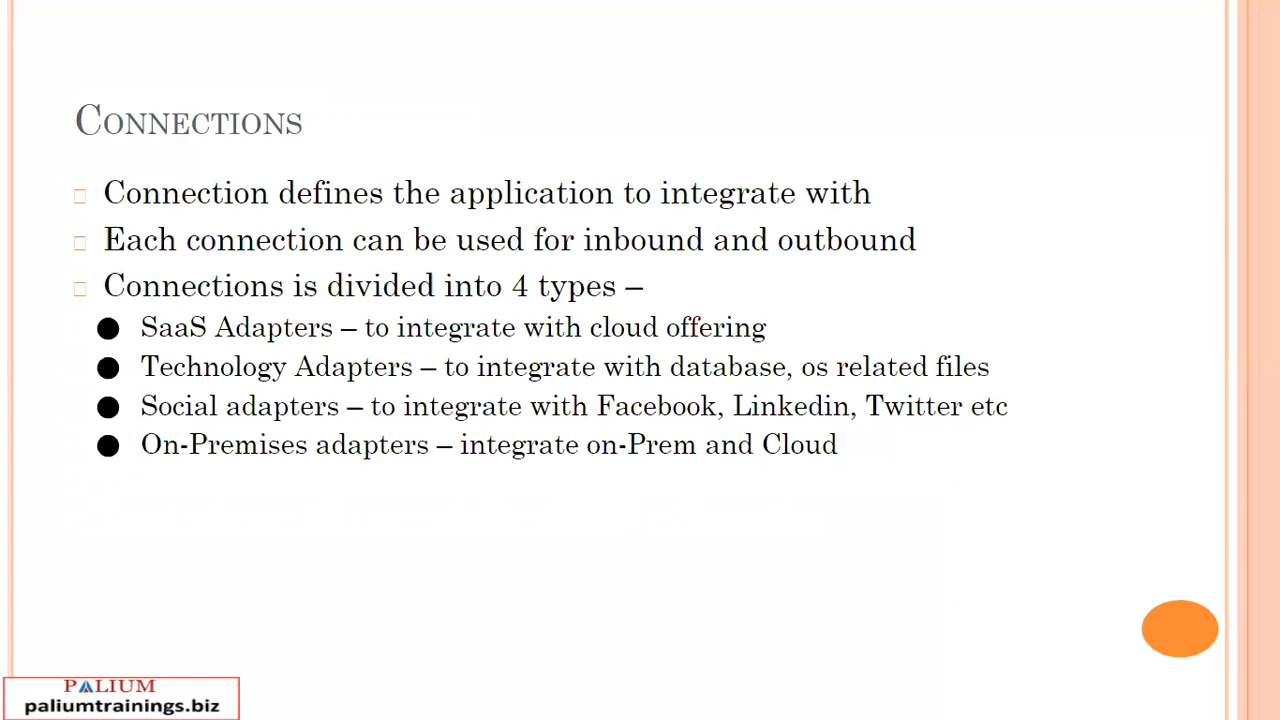 CONNECTIONS
Connection defines the application to integrate with
Each connection can be used for inbound and outbound
Connections is divided into 4 types –
SaaS Adapters – to integrate with cloud offering
Technology Adapters – to integrate with database, os related files
Social adapters – to integrate with Facebook, Linkedin, Twitter etc
On-Premises adapters – integrate on-Prem and Cloud
PALIUM
paliumtrainings.biz